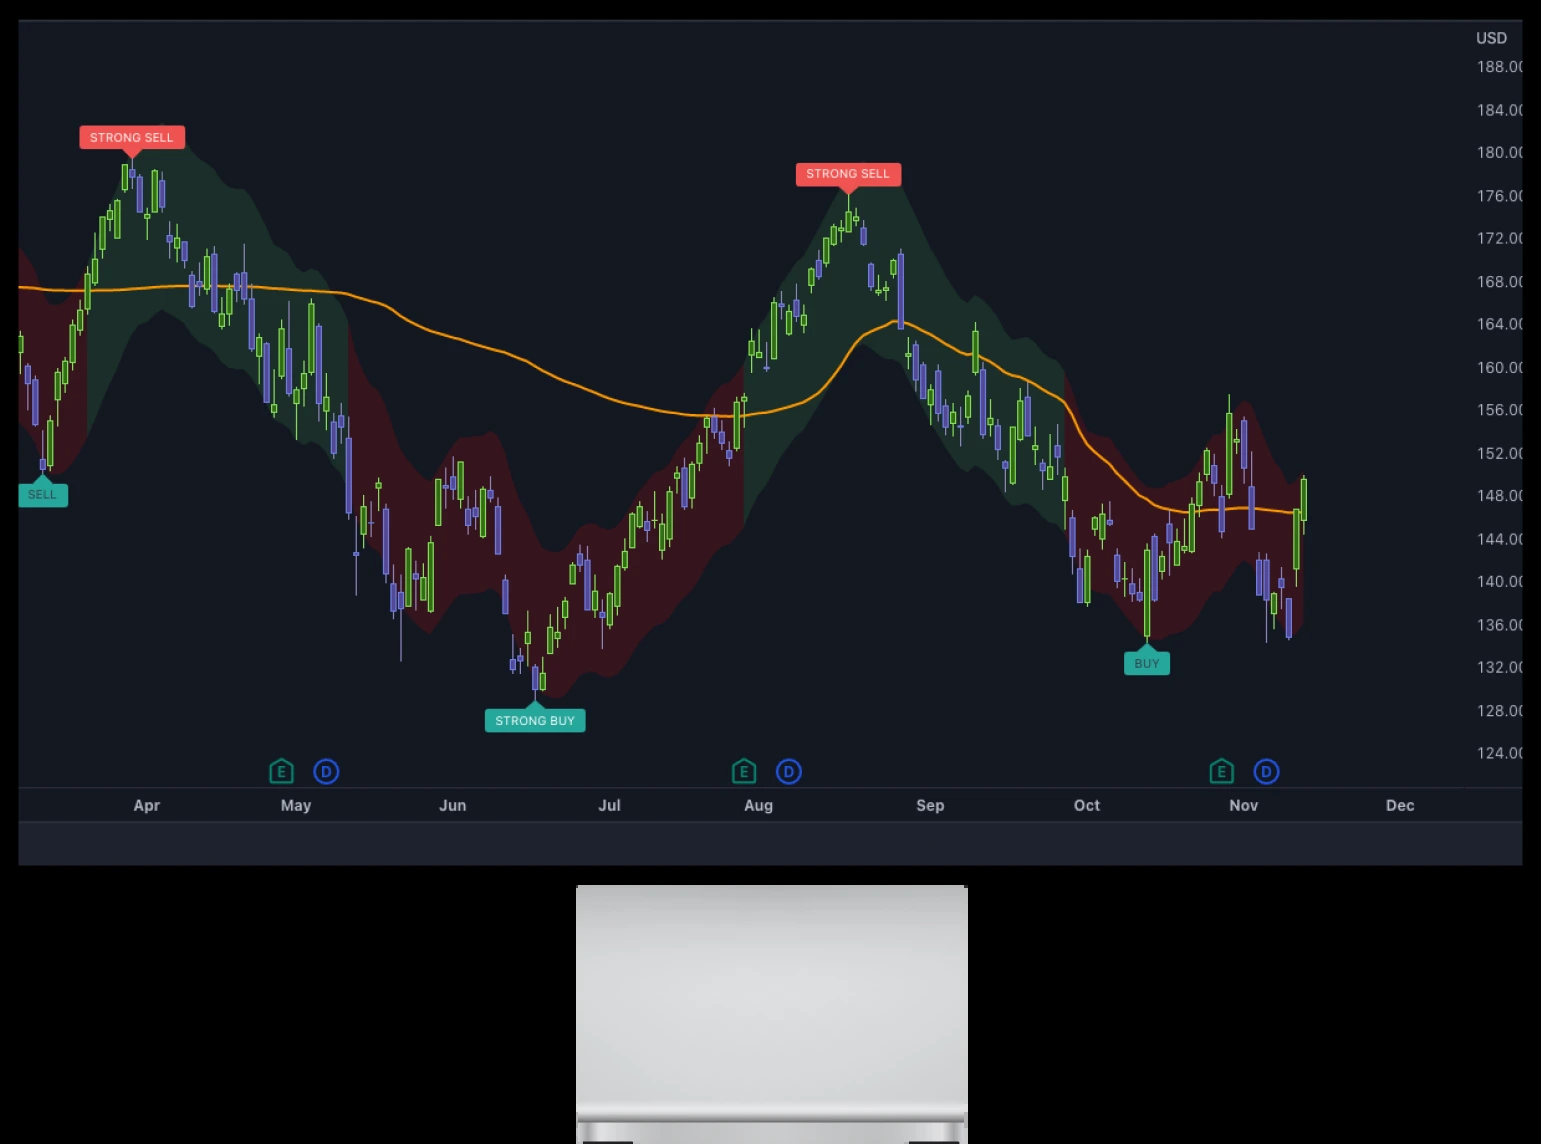 USD
188.00
184.00
STRONG SELL
180.00
STRONG SELL
176.00
172.00
168.00
164.00
160.00
156.00
152.00
SELL
148.00
144.00
140.00
136.00
BUY
132.00
STRONG BUY
128.00
124.00
E D E D E D
Apr May Jun Jul Aug Sep Oct Nov Dec